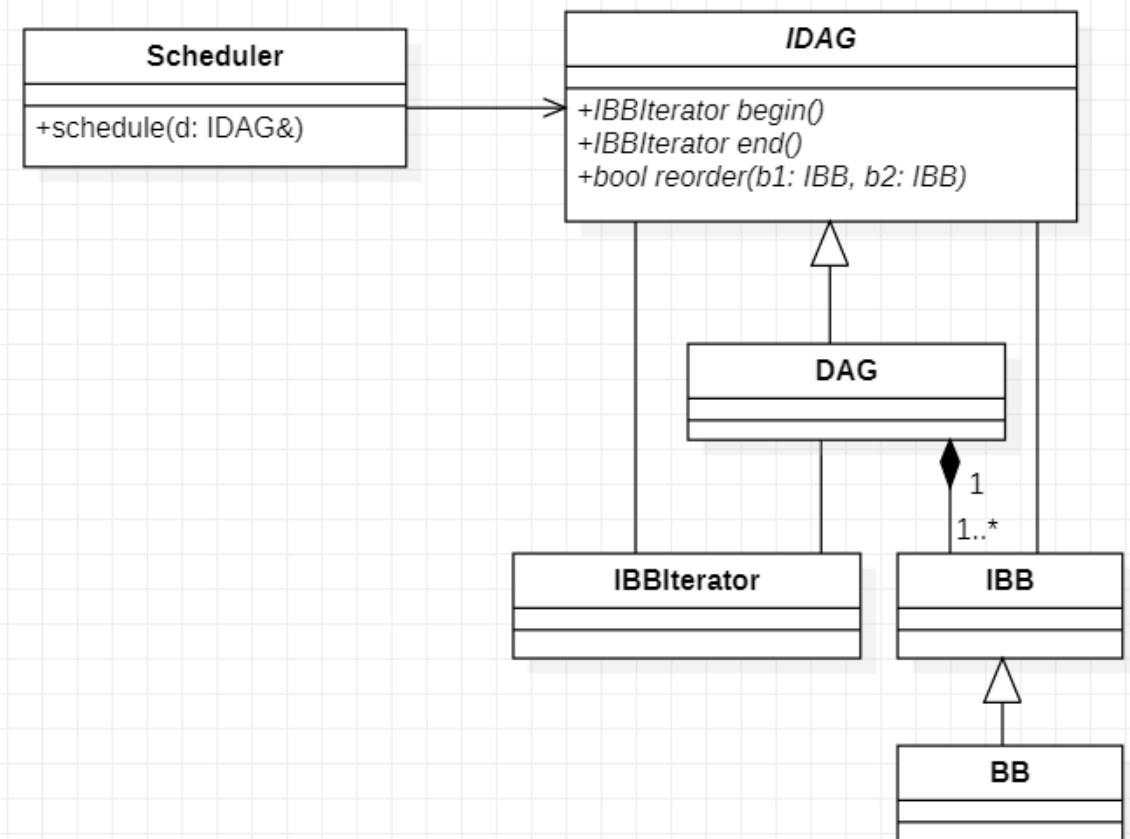 Scheduler
+schedule(d: IDAG&)
IDAG
+IBBIterator begin()
+IBBIterator end()
+bool reorder(b1: IBB, b2: IBB)
DAG
1
1..*
IBBIterator
IBB
BB